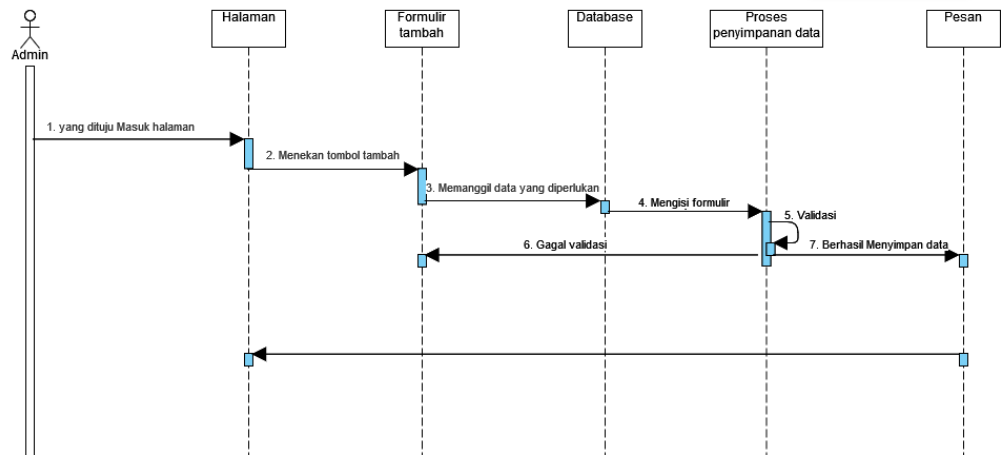 Halaman
Formulir
tambah
Database
Proses
penyimpanan data
Pesan
Admin
1. yang dituju Masuk halaman
2. Menekan tombol tambah
3. Memanggil data yang diperlukan
4. Mengisi formulir
5. Validasi
6. Gagal validasi
7. Berhasil Menyimpan data